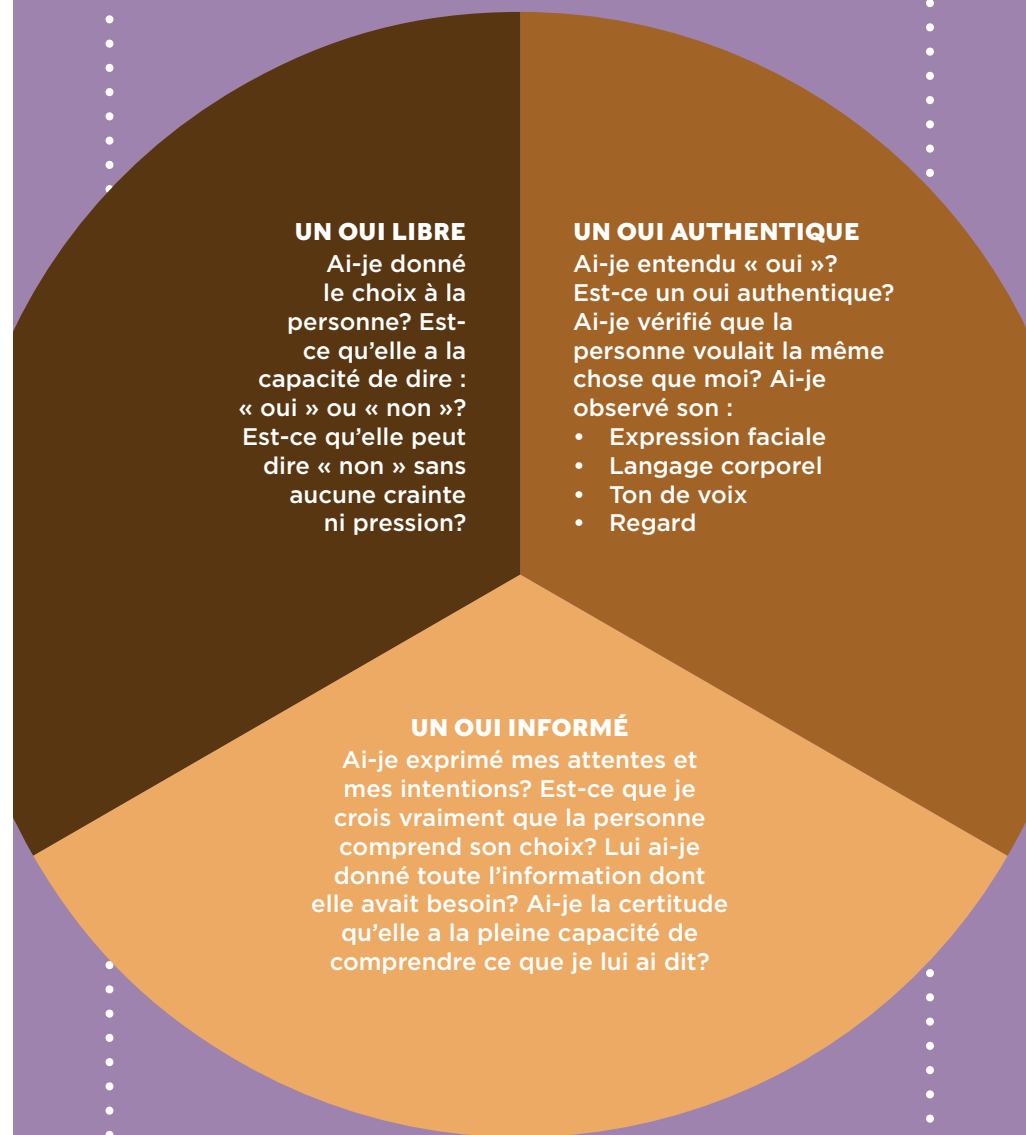 UN OUI LIBRE
Ai-je donné
le choix à la
personne? Est-
ce qu’elle a la
capacité de dire :
« oui » ou « non »?
Est-ce qu’elle peut
dire « non » sans
aucune crainte
ni pression?
UN OUI AUTHENTIQUE
Ai-je entendu « oui »?
Est-ce un oui authentique?
Ai-je vérifié que la
personne voulait la même
chose que moi? Ai-je
observé son :
• Expression faciale
• Langage corporel
• Ton de voix
• Regard
UN OUI INFORMÉ
Ai-je exprimé mes attentes et
mes intentions? Est-ce que je
crois vraiment que la personne
comprend son choix? Lui ai-je
donné toute l’information dont
elle avait besoin? Ai-je la certitude
qu’elle a la pleine capacité de
comprendre ce que je lui ai dit?